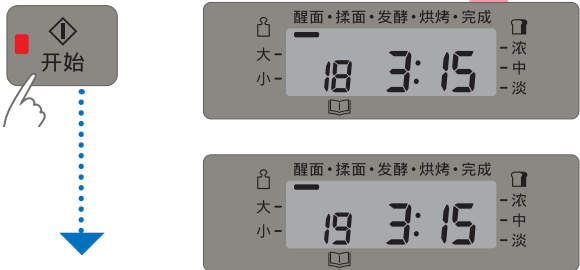 开始
醒面•揉面•发酵•烘烤•完成
大
小
18 3:15
浓
中
淡
醒面•揉面•发酵•烘烤•完成
大
小
19 3:15
浓
中
淡